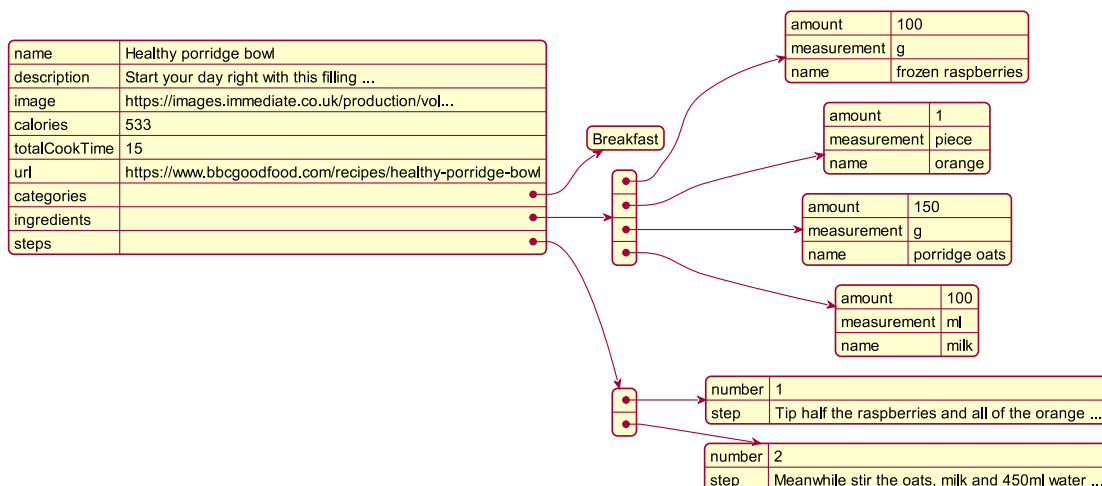 name Healthy porridge bowl
description Start your day right with this filling ...
image https://images.immediate.co.uk/production/vol...
calories 533
totalCookTime 15
url https://www.bbcgoodfood.com/recipes/healthy-porridge-bowl
categories
ingredients
steps
Breakfast
amount 100
measurement g
name frozen raspberries
amount 1
measurement piece
name orange
amount 150
measurement g
name porridge oats
amount 100
measurement ml
name milk
number 1
step Tip half the raspberries and all of the orange ...
number 2
step Meanwhile stir the oats, milk and 450ml water ...